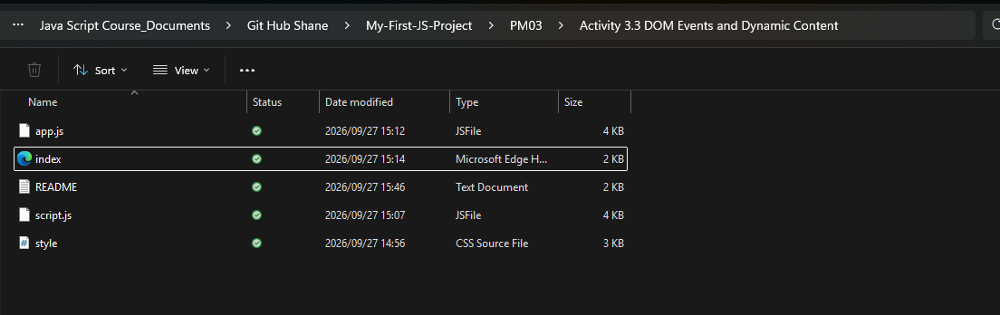 ••• Java Script Course_Documents > Git Hub Shane > My-First-JS-Project > PM03 > Activity 3.3 DOM Events and Dynamic Content
Sort View •••
Name Status Date modified Type Size
app.js 2026/09/27 15:12 JSFile 4 KB
index 2026/09/27 15:14 Microsoft Edge H... 2 KB
README 2026/09/27 15:46 Text Document 2 KB
script.js 2026/09/27 15:07 JSFile 4 KB
style 2026/09/27 14:56 CSS Source File 3 KB